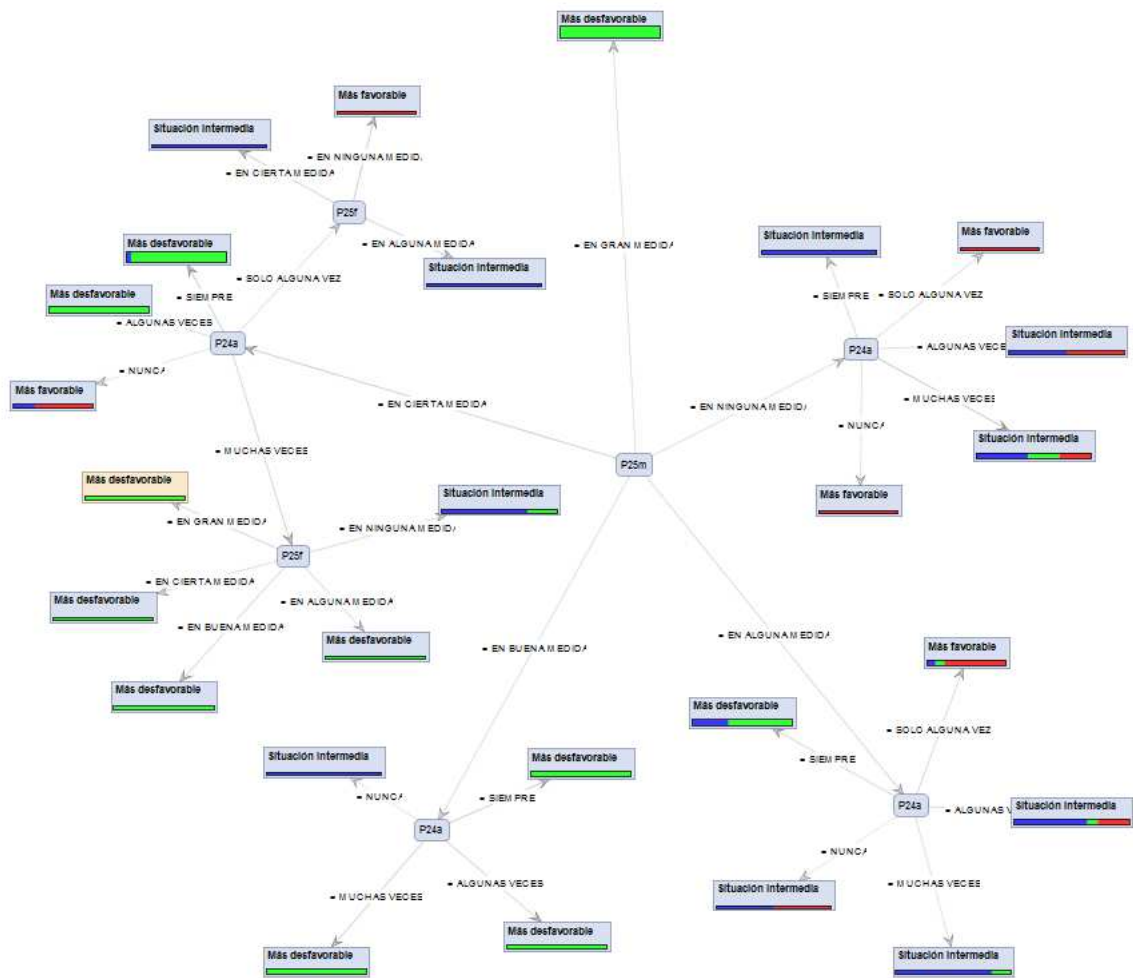 Más desfavorable
Más favorable
Situación intermedia
= EN NINGUNA MEDID
= EN CIERTA MEDIDA
P25f
= EN ALGUNA MEDIDA
Situación intermedia
Más desfavorable
= SOLO ALGUNA VEZ
= SIEMPRE
Más desfavorable
= ALGUNAS VECES
P24a
= NUNCA
Más favorable
= EN CIERTA MEDIDA
= MUCHAS VECES
= EN GRAN MEDIDA
Situación intermedia
Más favorable
= SIEMPRE
= SOLO ALGUNA VEZ
Situación intermedia
P24a
= ALGUNAS VECE
= MUCHAS VECES
= EN NINGUNA MEDIDA
= NUNCA
Situación intermedia
Más favorable
P25m
Más desfavorable
Situación intermedia
= EN GRAN MEDIDA
= EN NINGUNA MEDIDA
P25f
= EN CIERTA MEDIDA
Más desfavorable
= EN ALGUNA MEDIDA
= EN BUENA MEDIDA
Más desfavorable
Más desfavorable
= EN BUENA MEDIDA
= EN ALGUNA MEDIDA
Más favorable
Más desfavorable
= SOLO ALGUNA VEZ
= SIEMPRE
P24a
= ALGUNAS V
Situación intermedia
= NUNCA
= MUCHAS VECES
Situación intermedia
Situación intermedia
Situación intermedia
Más desfavorable
= NUNCA
= SIEMPRE
P24a
= ALGUNAS VECES
= MUCHAS VECES
Más desfavorable
Más desfavorable